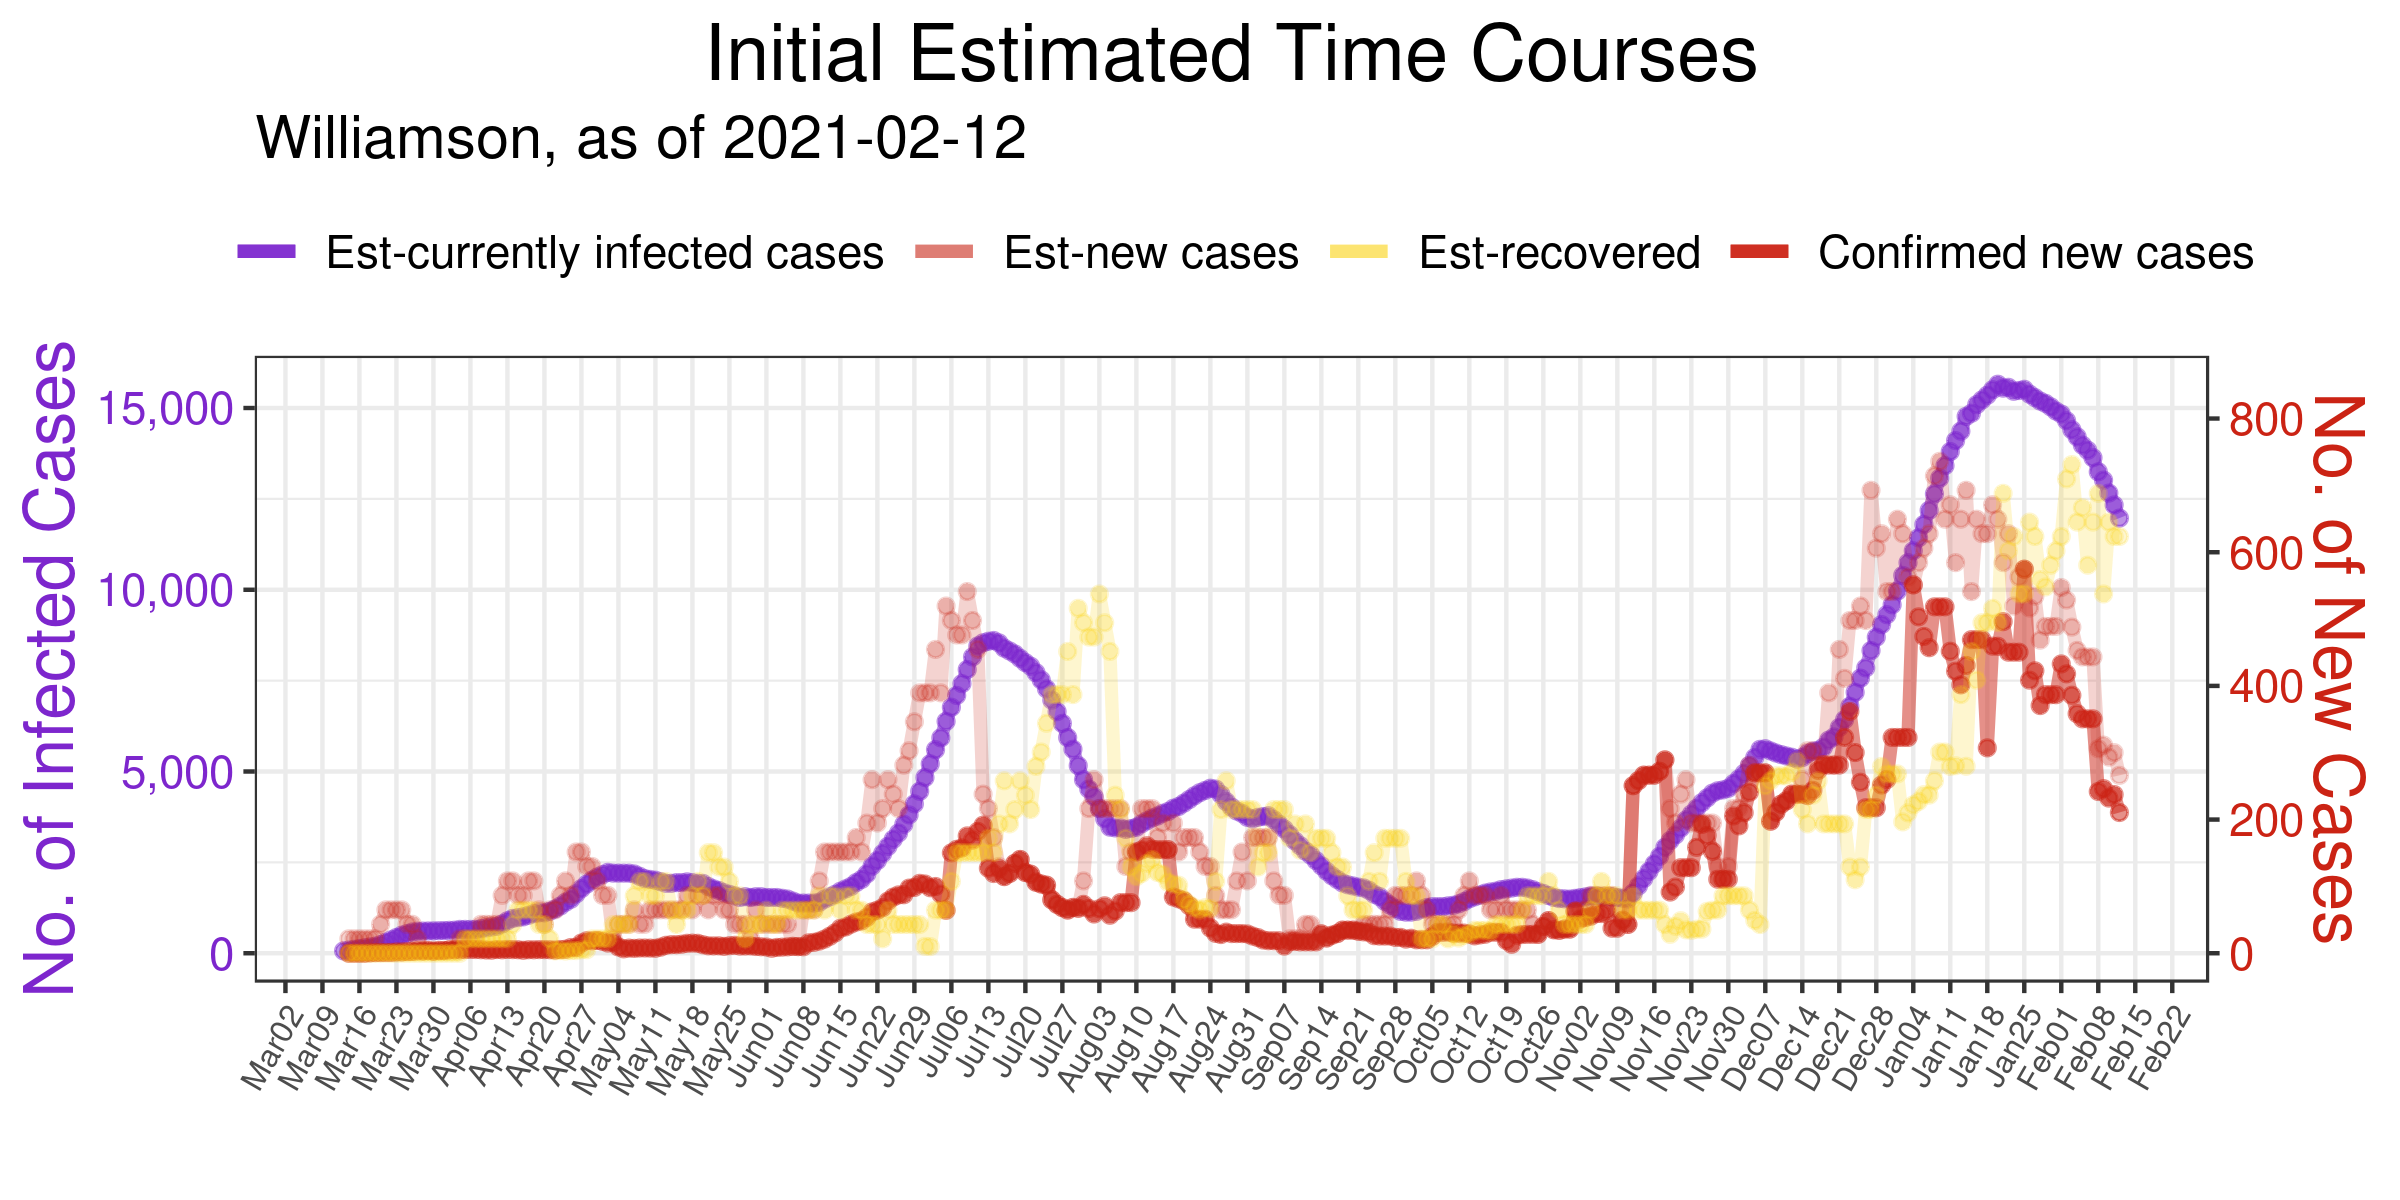 Initial Estimated Time Courses
Williamson, as of 2021-02-12
Est-currently infected cases Est-new cases Est-recovered Confirmed new cases
No. of Infected Cases
15,000
10,000
5,000
0
800
600
400
200
0
No. of New Cases
Mar02 Mar09 Mar16 Mar23 Mar30 Apr06 Apr13 Apr20 Apr27 May04 May11 May18 May25 Jun01 Jun08 Jun15 Jun22 Jun29 Jul06 Jul13 Jul20 Jul27 Aug03 Aug10 Aug17 Aug24 Aug31 Sep07 Sep14 Sep21 Sep28 Oct05 Oct12 Oct19 Oct26 Nov02 Nov09 Nov16 Nov23 Nov30 Dec07 Dec14 Dec21 Dec28 Jan04 Jan11 Jan18 Jan25 Feb01 Feb08 Feb15 Feb22